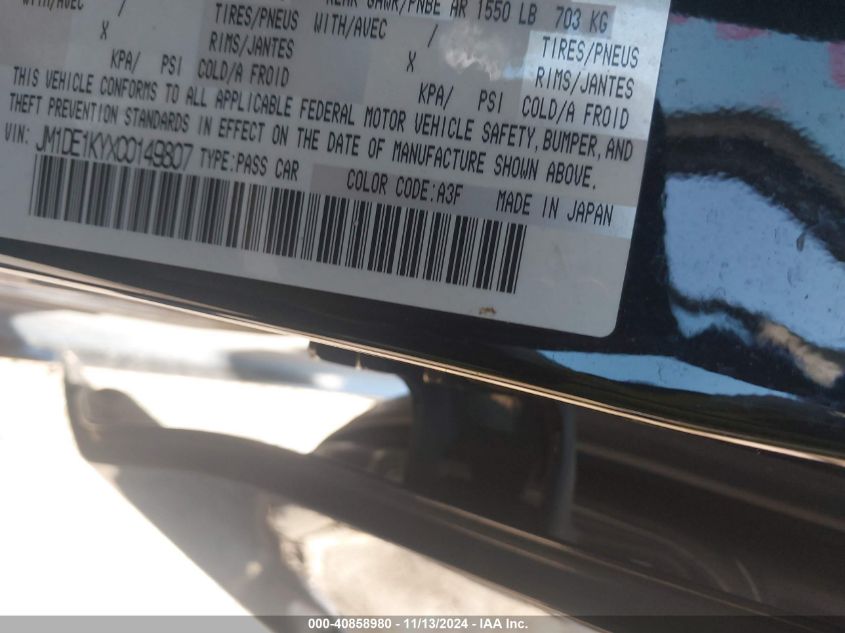 REAR GAWR/PNBE AR 1550 LB 703 KG
WITH/AVEC / TIRES/PNEUS WITH/AVEC / TIRES/PNEUS
X RIMS/JANTES X RIMS/JANTES
KPA/ PSI COLD/A FROID KPA/ PSI COLD/A FROID
THIS VEHICLE CONFORMS TO ALL APPLICABLE FEDERAL MOTOR VEHICLE SAFETY, BUMPER, AND
THEFT PREVENTION STANDARDS IN EFFECT ON THE DATE OF MANUFACTURE SHOWN ABOVE.
VIN: JM1DE1KYXC0149807 TYPE: PASS CAR COLOR CODE: A3F MADE IN JAPAN
000-40858980 - 11/13/2024 - IAA Inc.